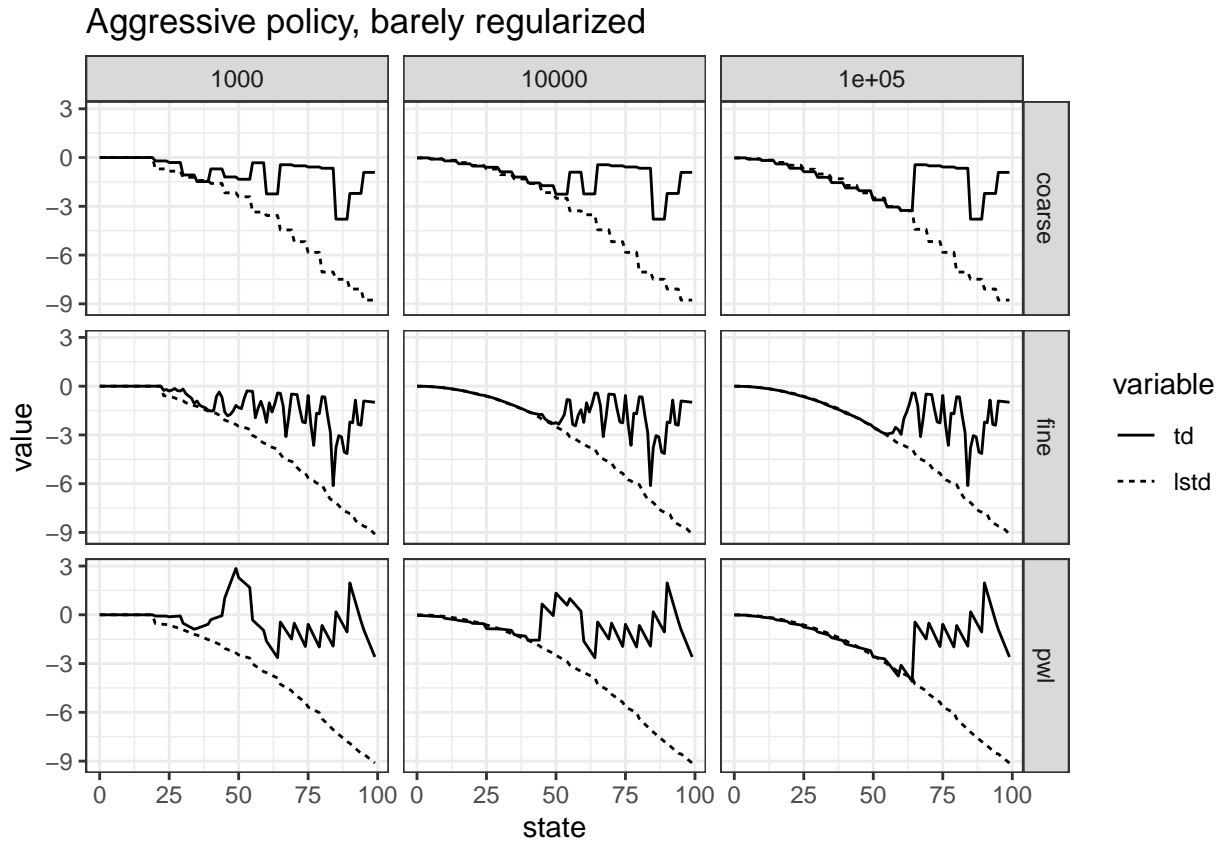 Aggressive policy, barely regularized
1000 10000 1e+05
3
0
−3
−6
−9
coarse
3
0
−3
−6
−9
fine
3
0
−3
−6
−9
pwl
value
0 25 50 75 100 0 25 50 75 100 0 25 50 75 100
state
variable
td
lstd